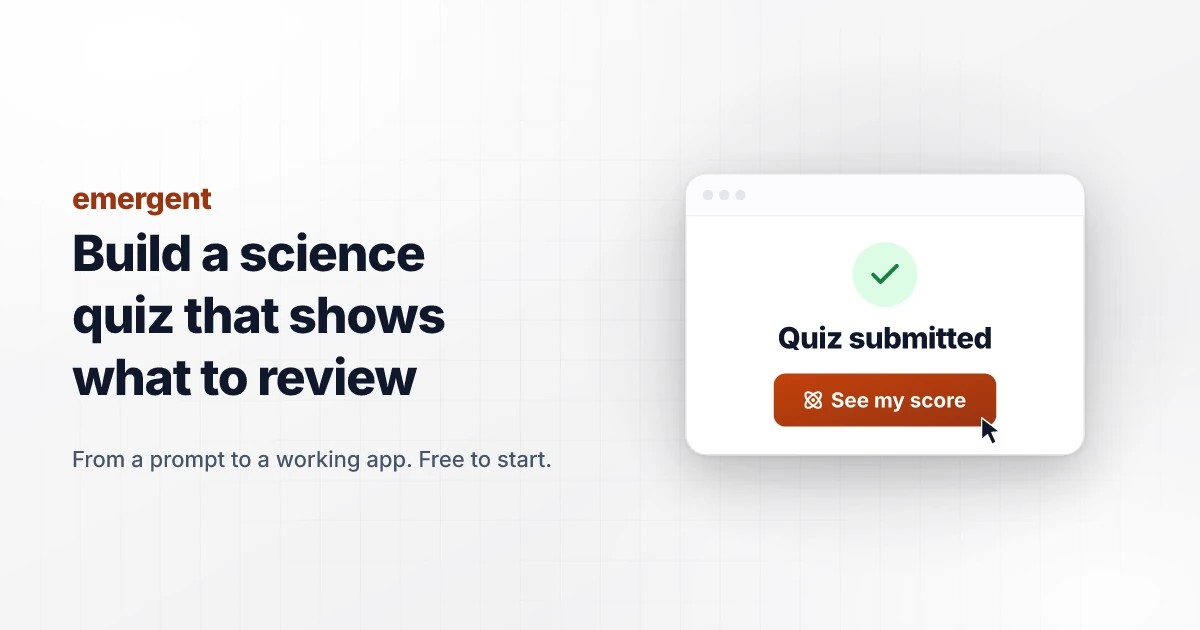 emergent
Build a science
quiz that shows
what to review
From a prompt to a working app. Free to start.
Quiz submitted
See my score